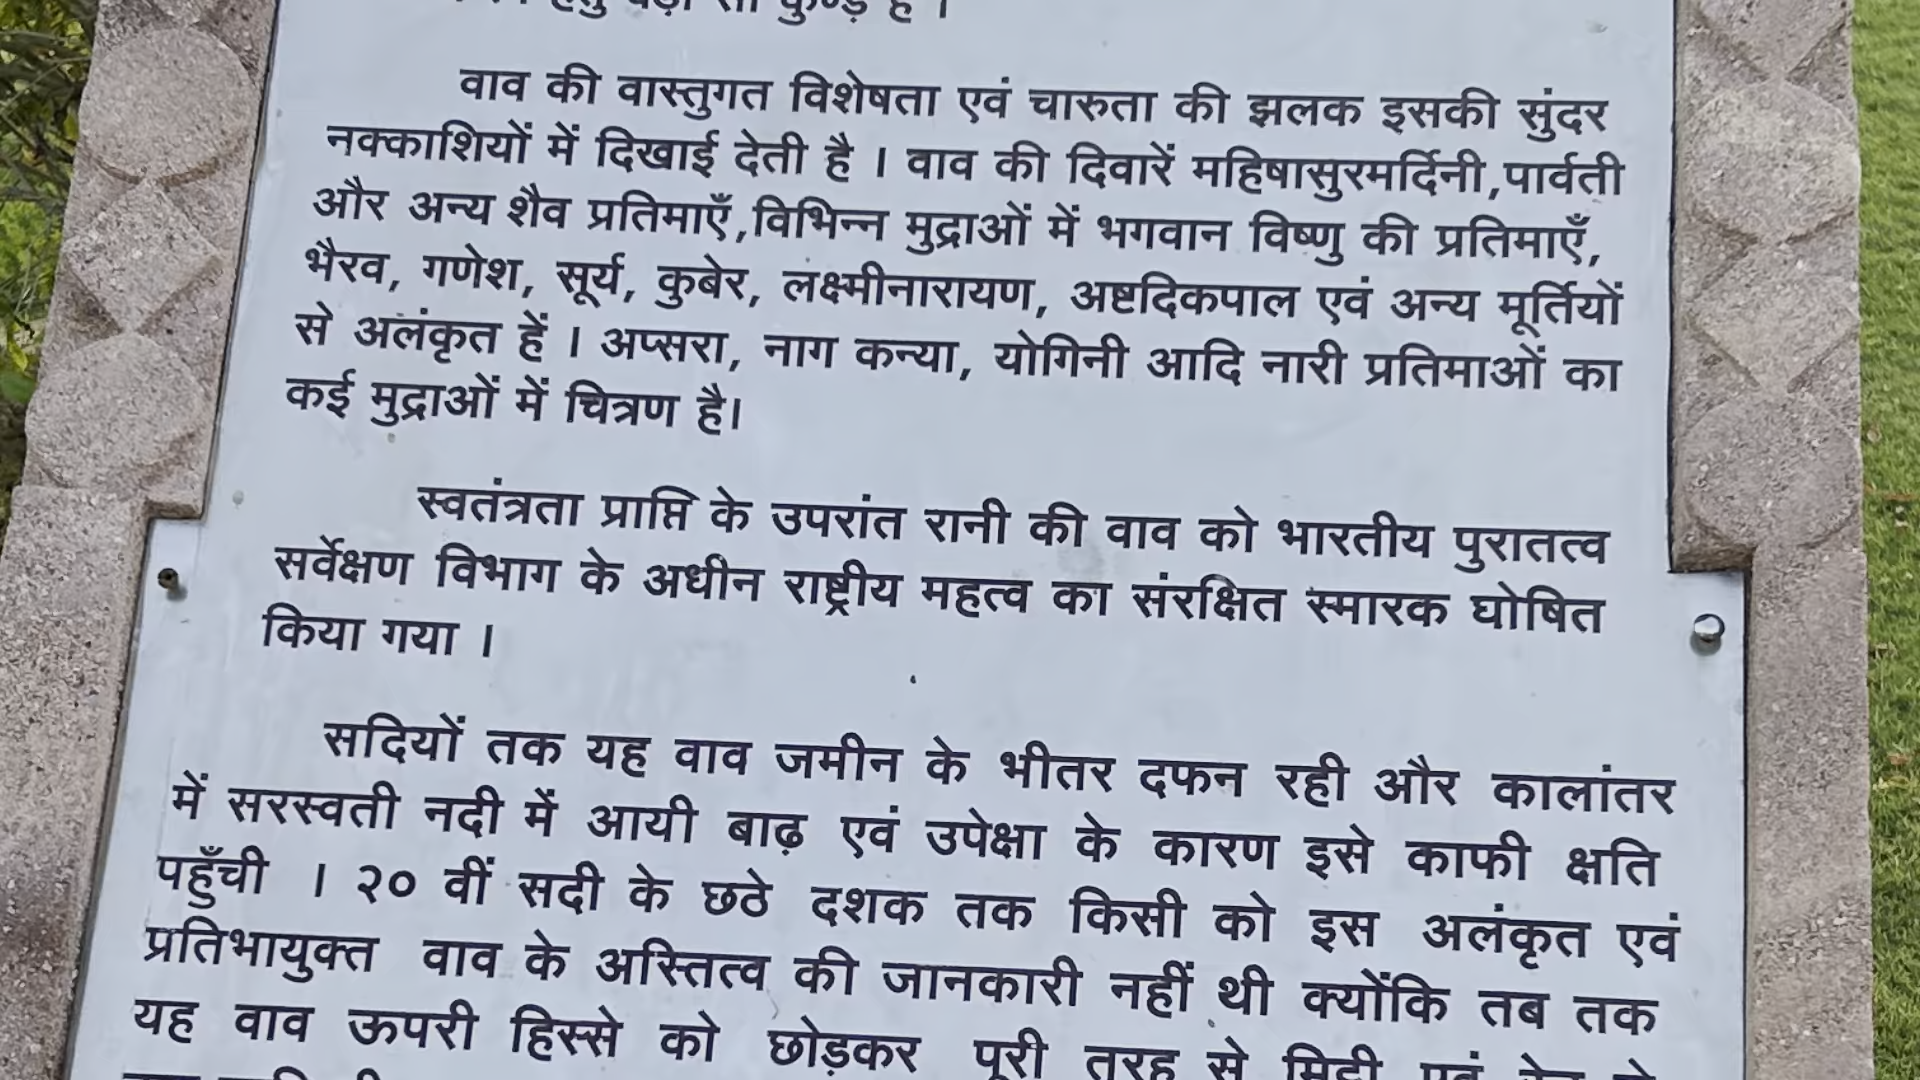 वाव की वास्तुगत विशेषता एवं चारुता की झलक इसकी सुंदर
नक्काशियों में दिखाई देती है । वाव की दिवारें महिषासुरमर्दिनी,पार्वती
और अन्य शैव प्रतिमाएँ,विभिन्न मुद्राओं में भगवान विष्णु की प्रतिमाएँ,
भैरव, गणेश, सूर्य, कुबेर, लक्ष्मीनारायण, अष्टदिकपाल एवं अन्य मूर्तियों
से अलंकृत हें । अप्सरा, नाग कन्या, योगिनी आदि नारी प्रतिमाओं का
कई मुद्राओं में चित्रण है।
स्वतंत्रता प्राप्ति के उपरांत रानी की वाव को भारतीय पुरातत्व
सर्वेक्षण विभाग के अधीन राष्ट्रीय महत्व का संरक्षित स्मारक घोषित
किया गया ।
सदियों तक यह वाव जमीन के भीतर दफन रही और कालांतर
में सरस्वती नदी में आयी बाढ़ एवं उपेक्षा के कारण इसे काफी क्षति
पहुँची । २० वीं सदी के छठे दशक तक किसी को इस अलंकृत एवं
प्रतिभायुक्त वाव के अस्तित्व की जानकारी नहीं थी क्योंकि तब तक
यह वाव ऊपरी हिस्से को छोड़कर पूरी तरह से